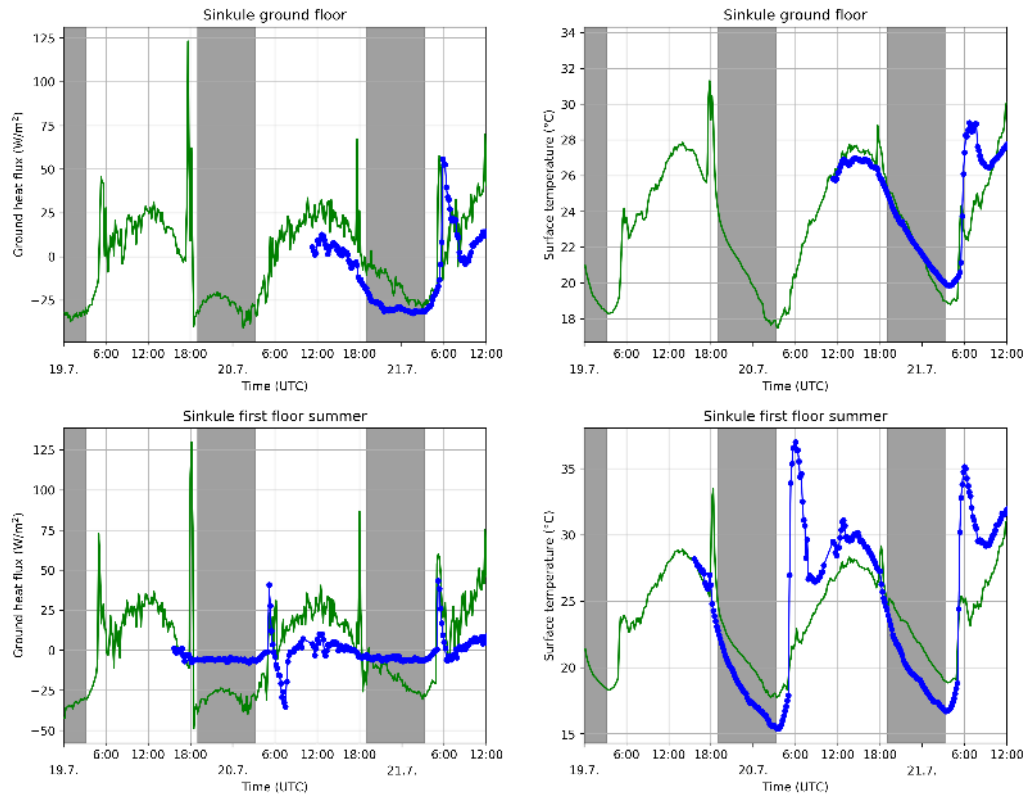 Sinkule ground floor
Ground heat flux (W/m²)
125
100
75
50
25
0
−25
6:00 12:00 18:00 6:00 12:00 18:00 6:00 12:00
19.7. 20.7. 21.7.
Time (UTC)
Sinkule ground floor
Surface temperature (°C)
34
32
30
28
26
24
22
20
18
6:00 12:00 18:00 6:00 12:00 18:00 6:00 12:00
19.7. 20.7. 21.7.
Time (UTC)
Sinkule first floor summer
Ground heat flux (W/m²)
125
100
75
50
25
0
−25
−50
6:00 12:00 18:00 6:00 12:00 18:00 6:00 12:00
19.7. 20.7. 21.7.
Time (UTC)
Sinkule first floor summer
Surface temperature (°C)
35
30
25
20
15
6:00 12:00 18:00 6:00 12:00 18:00 6:00 12:00
19.7. 20.7. 21.7.
Time (UTC)